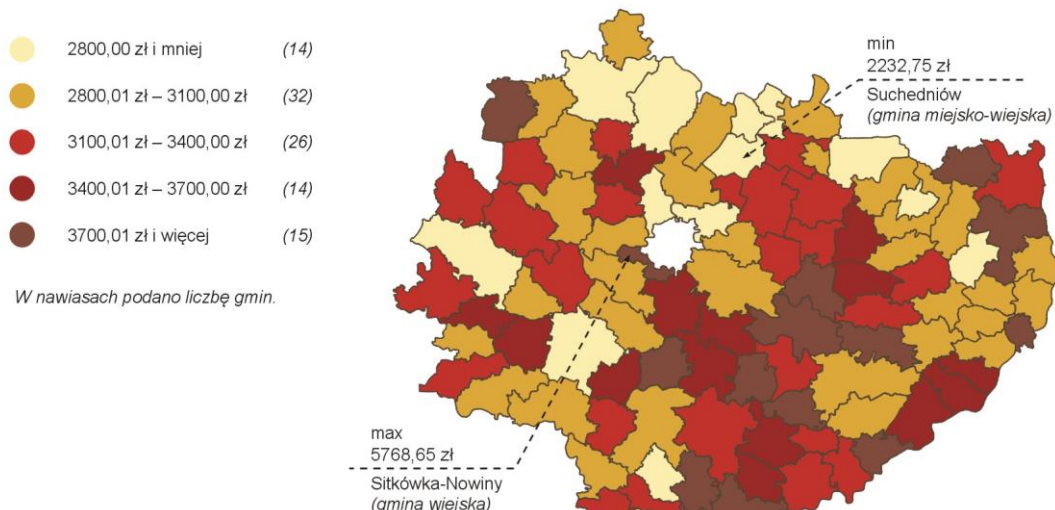 2800,00 zł i mniej (14)
2800,01 zł – 3100,00 zł (32)
3100,01 zł – 3400,00 zł (26)
3400,01 zł – 3700,00 zł (14)
3700,01 zł i więcej (15)
W nawiasach podano liczbę gmin.
min
2232,75 zł
Suchedniów
(gmina miejsko-wiejska)
max
5768,65 zł
Sitkówka-Nowiny
(gmina wiejska)